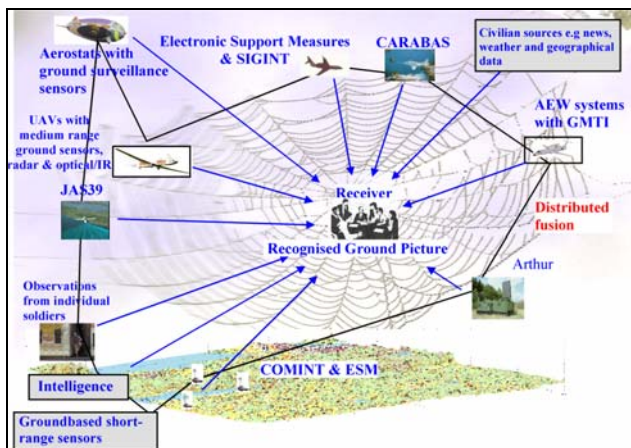 Aerostats with
ground surveillance
sensors
Electronic Support Measures
& SIGINT
CARABAS
Civilian sources e.g news,
weather and geographical
data
UAVs with
medium range
ground sensors,
radar & optical/IR
AEW systems
with GMTI
JAS39
Receiver
Distributed
fusion
Recognised Ground Picture
Arthur
Observations
from individual
soldiers
COMINT & ESM
Intelligence
Groundbased short-
range sensors